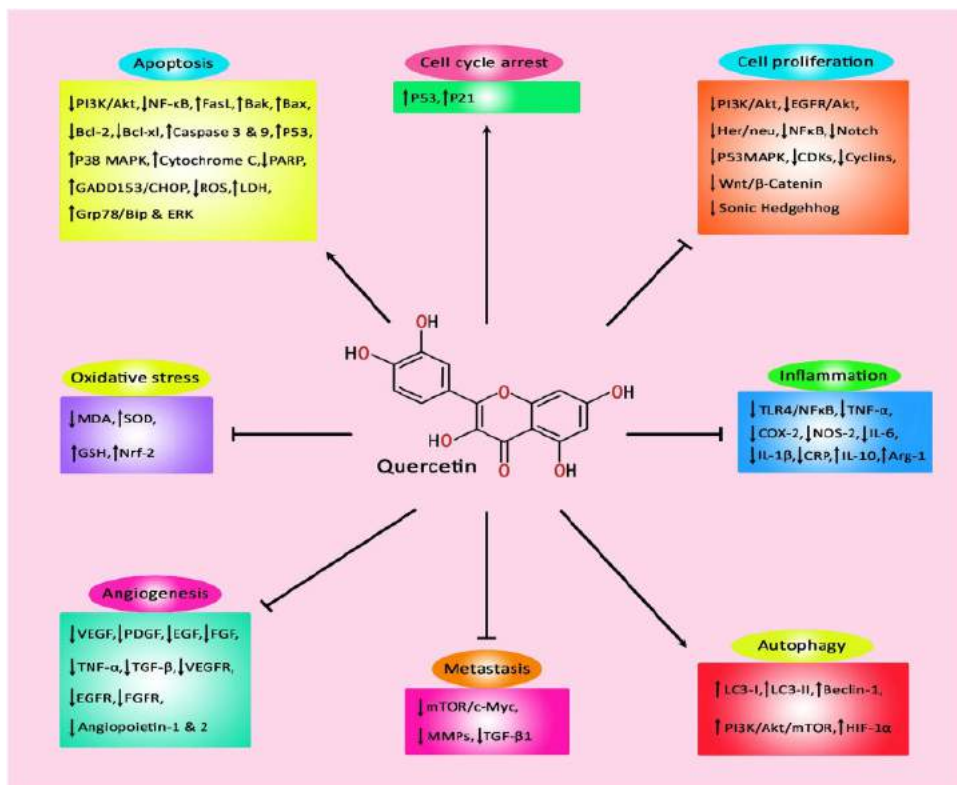 Apoptosis
↓PI3K/Akt,↓NF-κB,↑FasL,↑Bak,↑Bax,
↓Bcl-2,↓Bcl-xl,↑Caspase 3 & 9,↑P53,
↑P38 MAPK,↑Cytochrome C,↓PARP,
↑GADD153/CHOP,↓ROS,↑LDH,
↑Grp78/Bip & ERK
Cell cycle arrest
↑P53,↑P21
Cell proliferation
↓PI3K/Akt,↓EGFR/Akt,
↓Her/neu,↓NFκB,↓Notch
↓P53MAPK,↓CDKs,↓Cyclins,
↓Wnt/β-Catenin
↓Sonic Hedgehhog
Oxidative stress
↓MDA,↑SOD,
↑GSH,↑Nrf-2
OH
HO
O
OH
HO
O
OH
Quercetin
Inflammation
↓TLR4/NFκB,↓TNF-α,
↓COX-2,↓NOS-2,↓IL-6,
↓IL-1β,↓CRP,↑IL-10,↑Arg-1
Angiogenesis
↓VEGF,↓PDGF,↓EGF,↓FGF,
↓TNF-α,↓TGF-β,↓VEGFR,
↓EGFR,↓FGFR,
↓Angiopoietin-1 & 2
Metastasis
↓mTOR/c-Myc,
↓MMPs,↓TGF-β1
Autophagy
↑LC3-I,↑LC3-II,↑Beclin-1,
↑PI3K/Akt/mTOR,↑HIF-1α